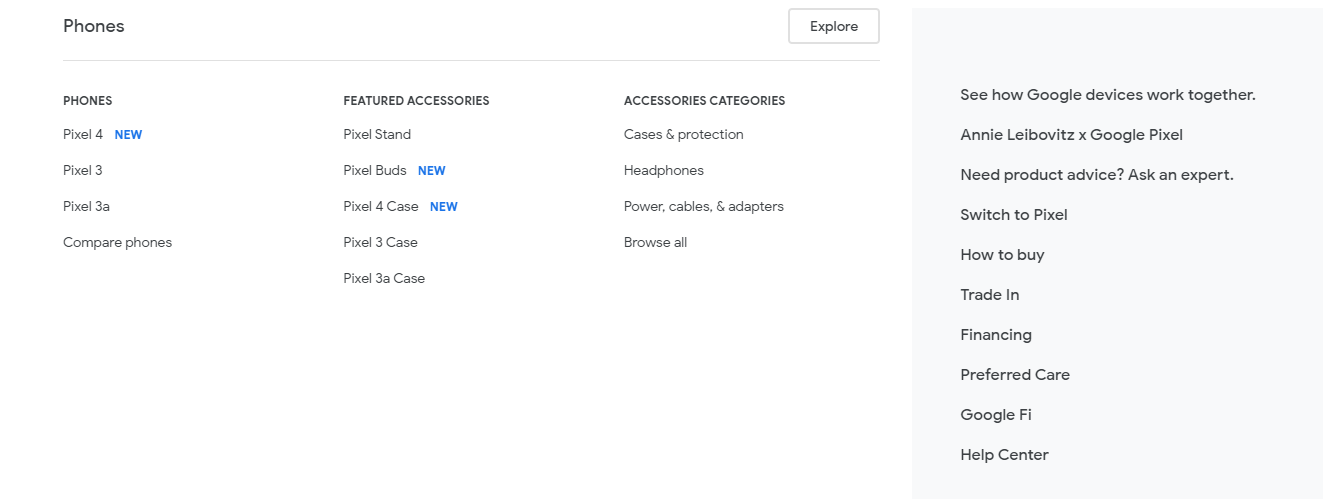 Phones
Explore
PHONES
Pixel 4 NEW
Pixel 3
Pixel 3a
Compare phones
FEATURED ACCESSORIES
Pixel Stand
Pixel Buds NEW
Pixel 4 Case NEW
Pixel 3 Case
Pixel 3a Case
ACCESSORIES CATEGORIES
Cases & protection
Headphones
Power, cables, & adapters
Browse all
See how Google devices work together.
Annie Leibovitz x Google Pixel
Need product advice? Ask an expert.
Switch to Pixel
How to buy
Trade In
Financing
Preferred Care
Google Fi
Help Center